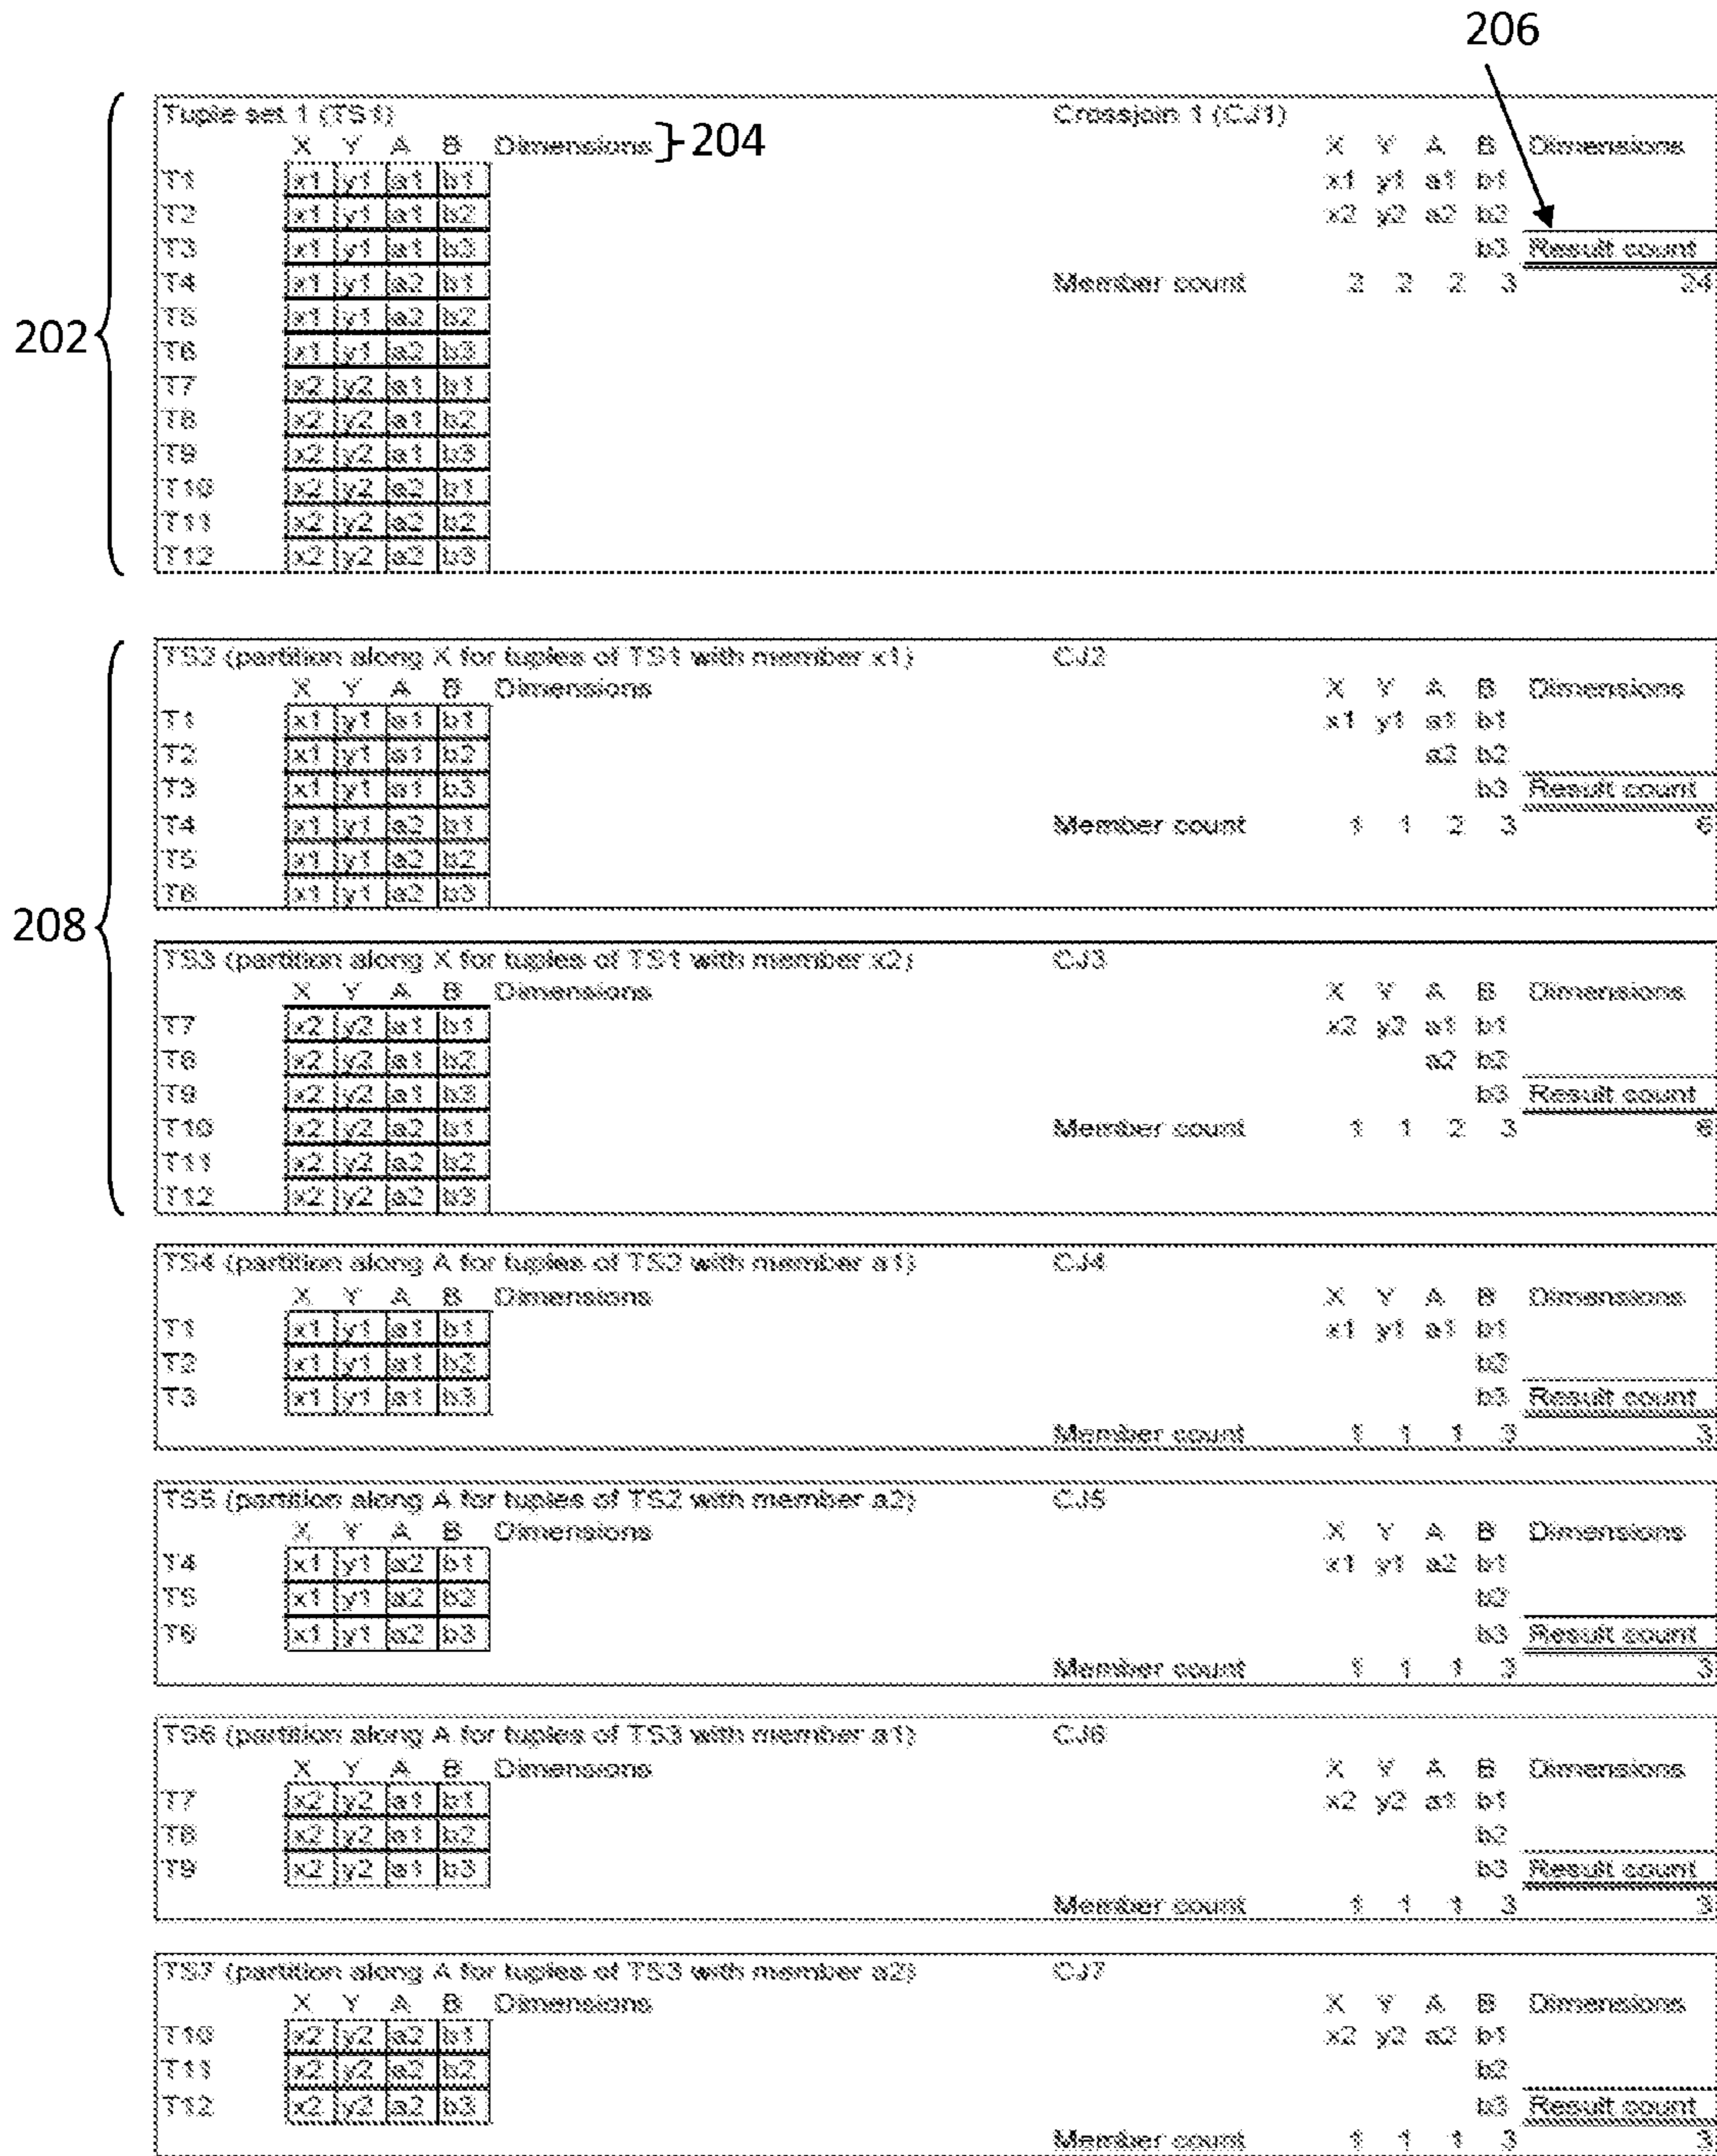 206
202
Tuple set 1 (TS1) Crossjoin 1 (CJ1)
X Y A B Dimensions }204 X Y A B Dimensions
T1 x1 y1 a1 b1 x1 y1 a1 b1
T2 x1 y1 a1 b2 x2 y2 a2 b2
T3 x1 y1 a1 b3 b3 Result count
T4 x1 y1 a2 b1 Member count 2 2 2 3 24
T5 x1 y1 a2 b2
T6 x1 y1 a2 b3
T7 x2 y2 a1 b1
T8 x2 y2 a1 b2
T9 x2 y2 a1 b3
T10 x2 y2 a2 b1
T11 x2 y2 a2 b2
T12 x2 y2 a2 b3
208
TS2 (partition along X for tuples of TS1 with member x1) CJ2
X Y A B Dimensions X Y A B Dimensions
T1 x1 y1 a1 b1 x1 y1 a1 b1
T2 x1 y1 a1 b2 a2 b2
T3 x1 y1 a1 b3 b3 Result count
T4 x1 y1 a2 b1 Member count 1 1 2 3 6
T5 x1 y1 a2 b2
T6 x1 y1 a2 b3
TS3 (partition along X for tuples of TS1 with member x2) CJ3
X Y A B Dimensions X Y A B Dimensions
T7 x2 y2 a1 b1 x2 y2 a1 b1
T8 x2 y2 a1 b2 a2 b2
T9 x2 y2 a1 b3 b3 Result count
T10 x2 y2 a2 b1 Member count 1 1 2 3 6
T11 x2 y2 a2 b2
T12 x2 y2 a2 b3
TS4 (partition along A for tuples of TS2 with member a1) CJ4
X Y A B Dimensions X Y A B Dimensions
T1 x1 y1 a1 b1 x1 y1 a1 b1
T2 x1 y1 a1 b2 b2
T3 x1 y1 a1 b3 b3 Result count
Member count 1 1 1 3 3
TS5 (partition along A for tuples of TS2 with member a2) CJ5
X Y A B Dimensions X Y A B Dimensions
T4 x1 y1 a2 b1 x1 y1 a2 b1
T5 x1 y1 a2 b2 b2
T6 x1 y1 a2 b3 b3 Result count
Member count 1 1 1 3 3
TS6 (partition along A for tuples of TS3 with member a1) CJ6
X Y A B Dimensions X Y A B Dimensions
T7 x2 y2 a1 b1 x2 y2 a1 b1
T8 x2 y2 a1 b2 b2
T9 x2 y2 a1 b3 b3 Result count
Member count 1 1 1 3 3
TS7 (partition along A for tuples of TS3 with member a2) CJ7
X Y A B Dimensions X Y A B Dimensions
T10 x2 y2 a2 b1 x2 y2 a2 b1
T11 x2 y2 a2 b2 b2
T12 x2 y2 a2 b3 b3 Result count
Member count 1 1 1 3 3